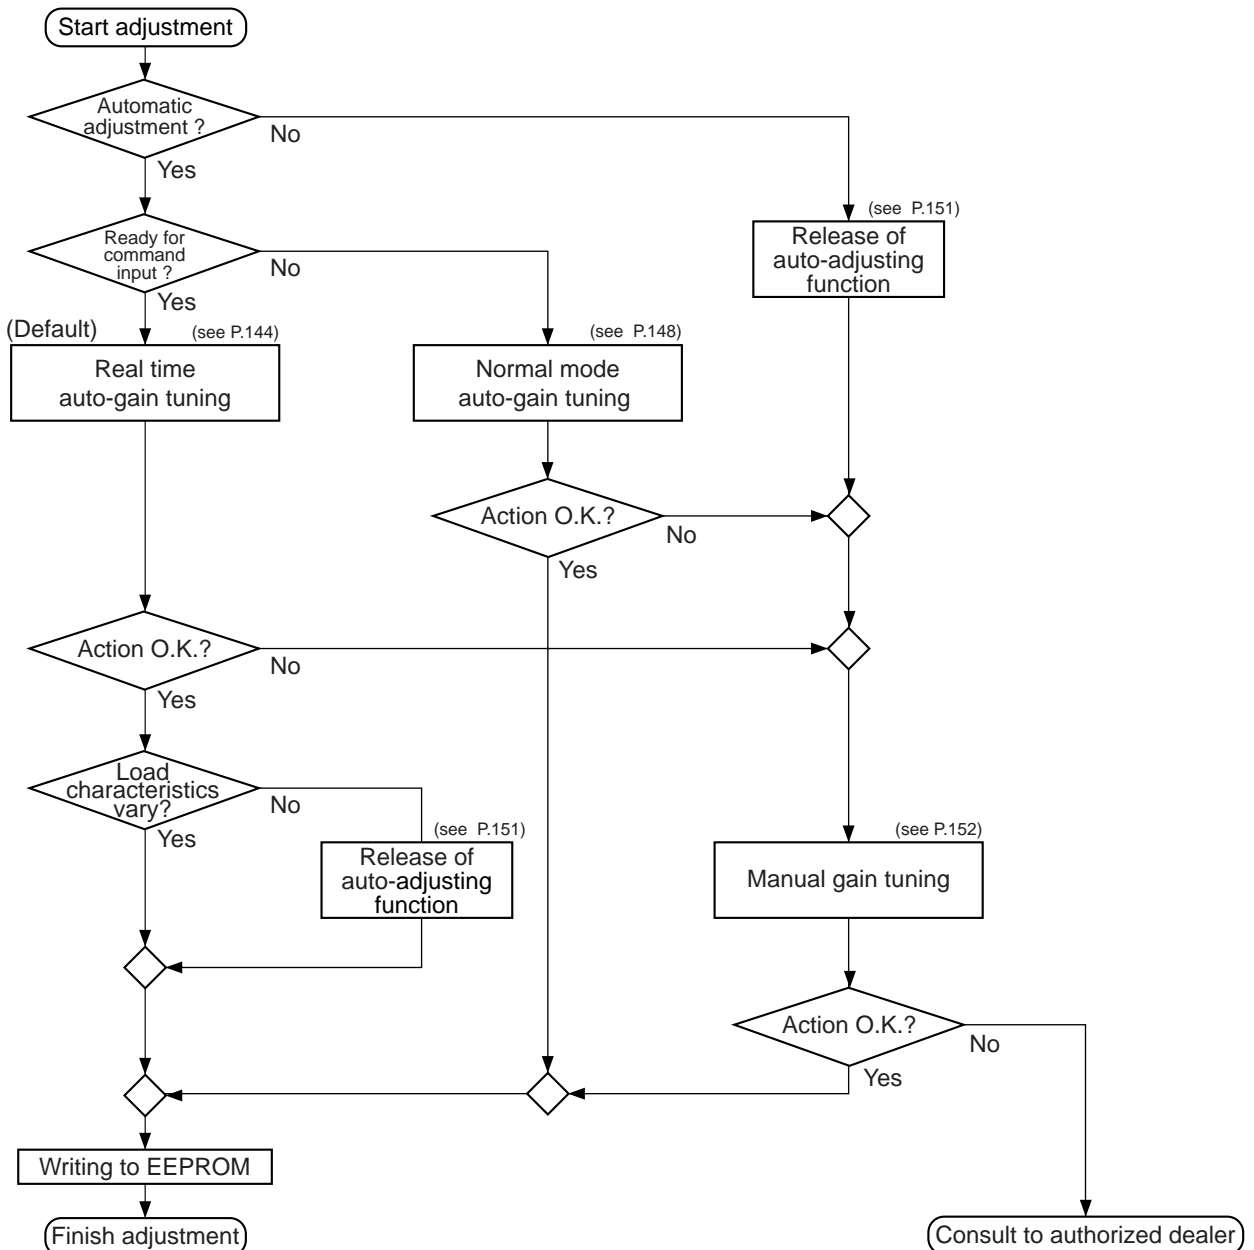 Start adjustment
Automatic
adjustment ?
No
Yes
(see P.151)
Release of
auto-adjusting
function
Ready for
command
input ?
No
Yes
(Default)
(see P.144)
Real time
auto-gain tuning
(see P.148)
Normal mode
auto-gain tuning
Action O.K.?
No
Yes
Action O.K.?
No
Yes
Load
characteristics
vary?
No
Yes
(see P.151)
Release of
auto-adjusting
function
(see P.152)
Manual gain tuning
Action O.K.?
No
Yes
Writing to EEPROM
Finish adjustment
Consult to authorized dealer